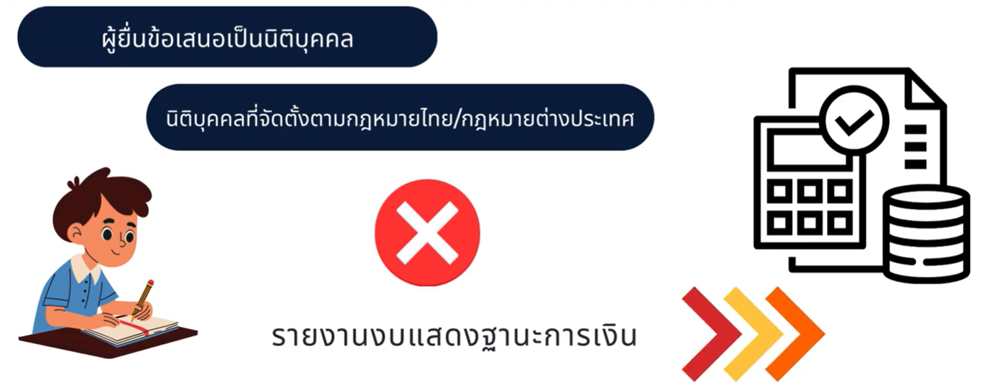 ผู้ยื่นข้อเสนอเป็นนิติบุคคล
นิติบุคคลที่จัดตั้งตามกฎหมายไทย/กฎหมายต่างประเทศ
รายงานงบแสดงฐานะการเงิน